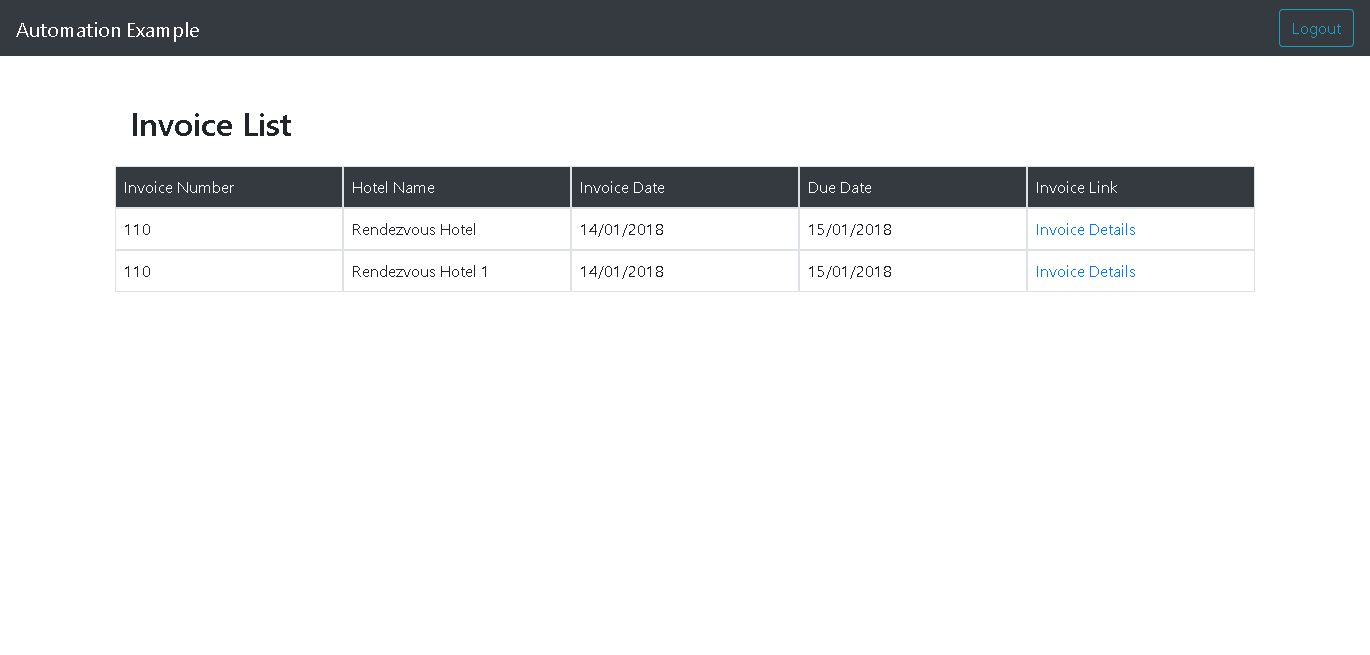 Automation Example Logout
Invoice List
Invoice Number Hotel Name Invoice Date Due Date Invoice Link
110 Rendezvous Hotel 14/01/2018 15/01/2018 Invoice Details
110 Rendezvous Hotel 1 14/01/2018 15/01/2018 Invoice Details